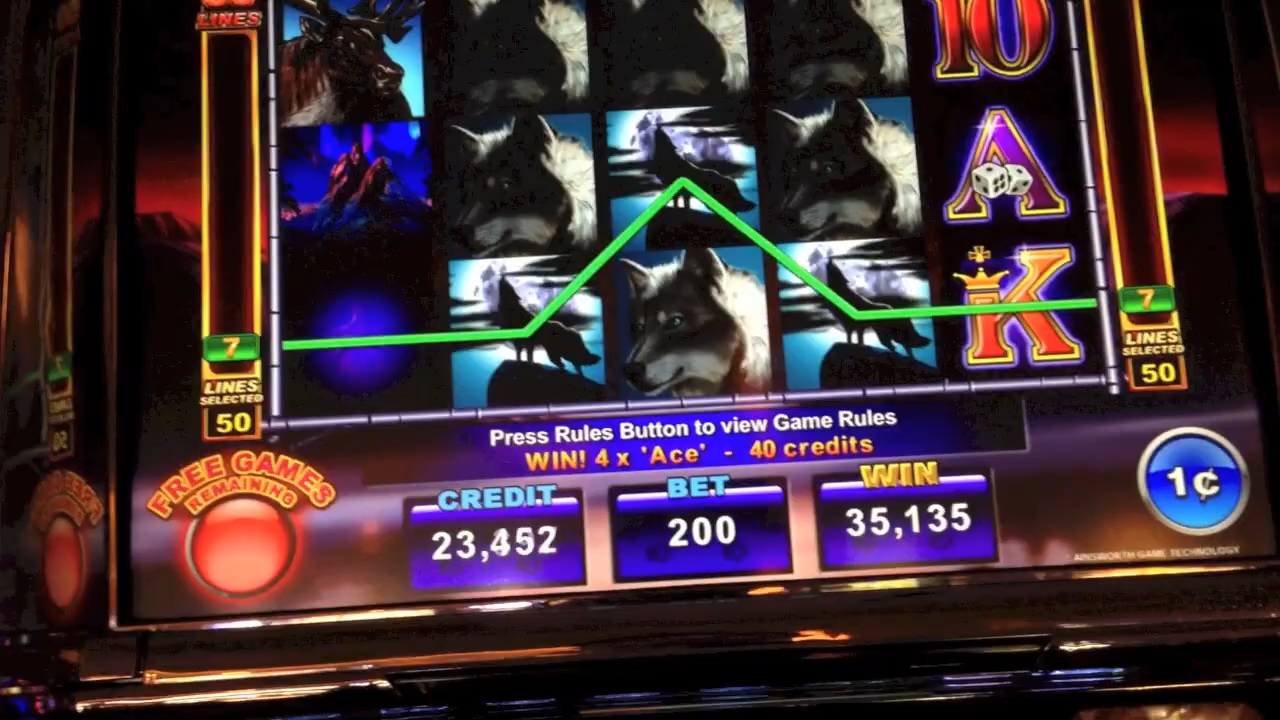 LINES
10
A
K
7
LINES
SELECTED
50
7
LINES
SELECTED
50
Press Rules Button to view Game Rules
WIN! 4 x 'Ace' - 40 credits
FREE GAMES
REMAINING
CREDIT
23,452
BET
200
WIN
35,135
1¢
AINSWORTH GAME TECHNOLOGY